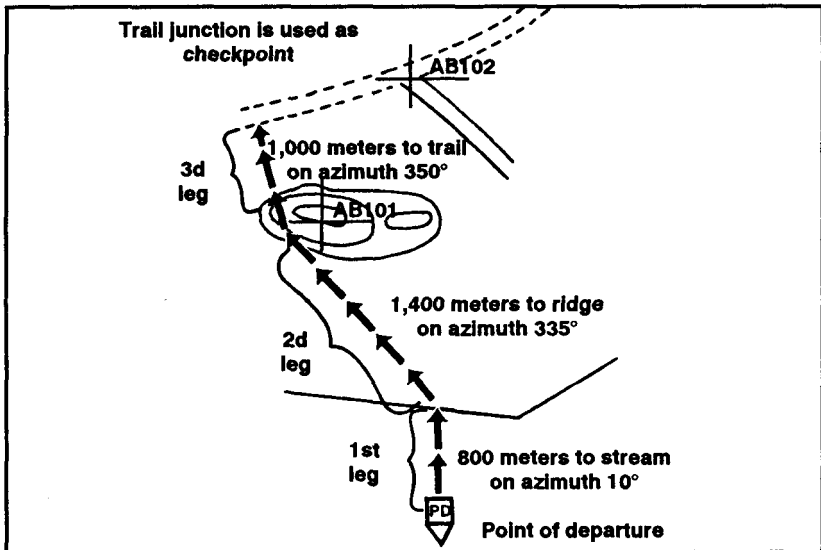 Trail junction is used as
checkpoint
AB102
1,000 meters to trail
on azimuth 350°
3d
leg
AB101
1,400 meters to ridge
on azimuth 335°
2d
leg
1st
leg
800 meters to stream
on azimuth 10°
PD
Point of departure